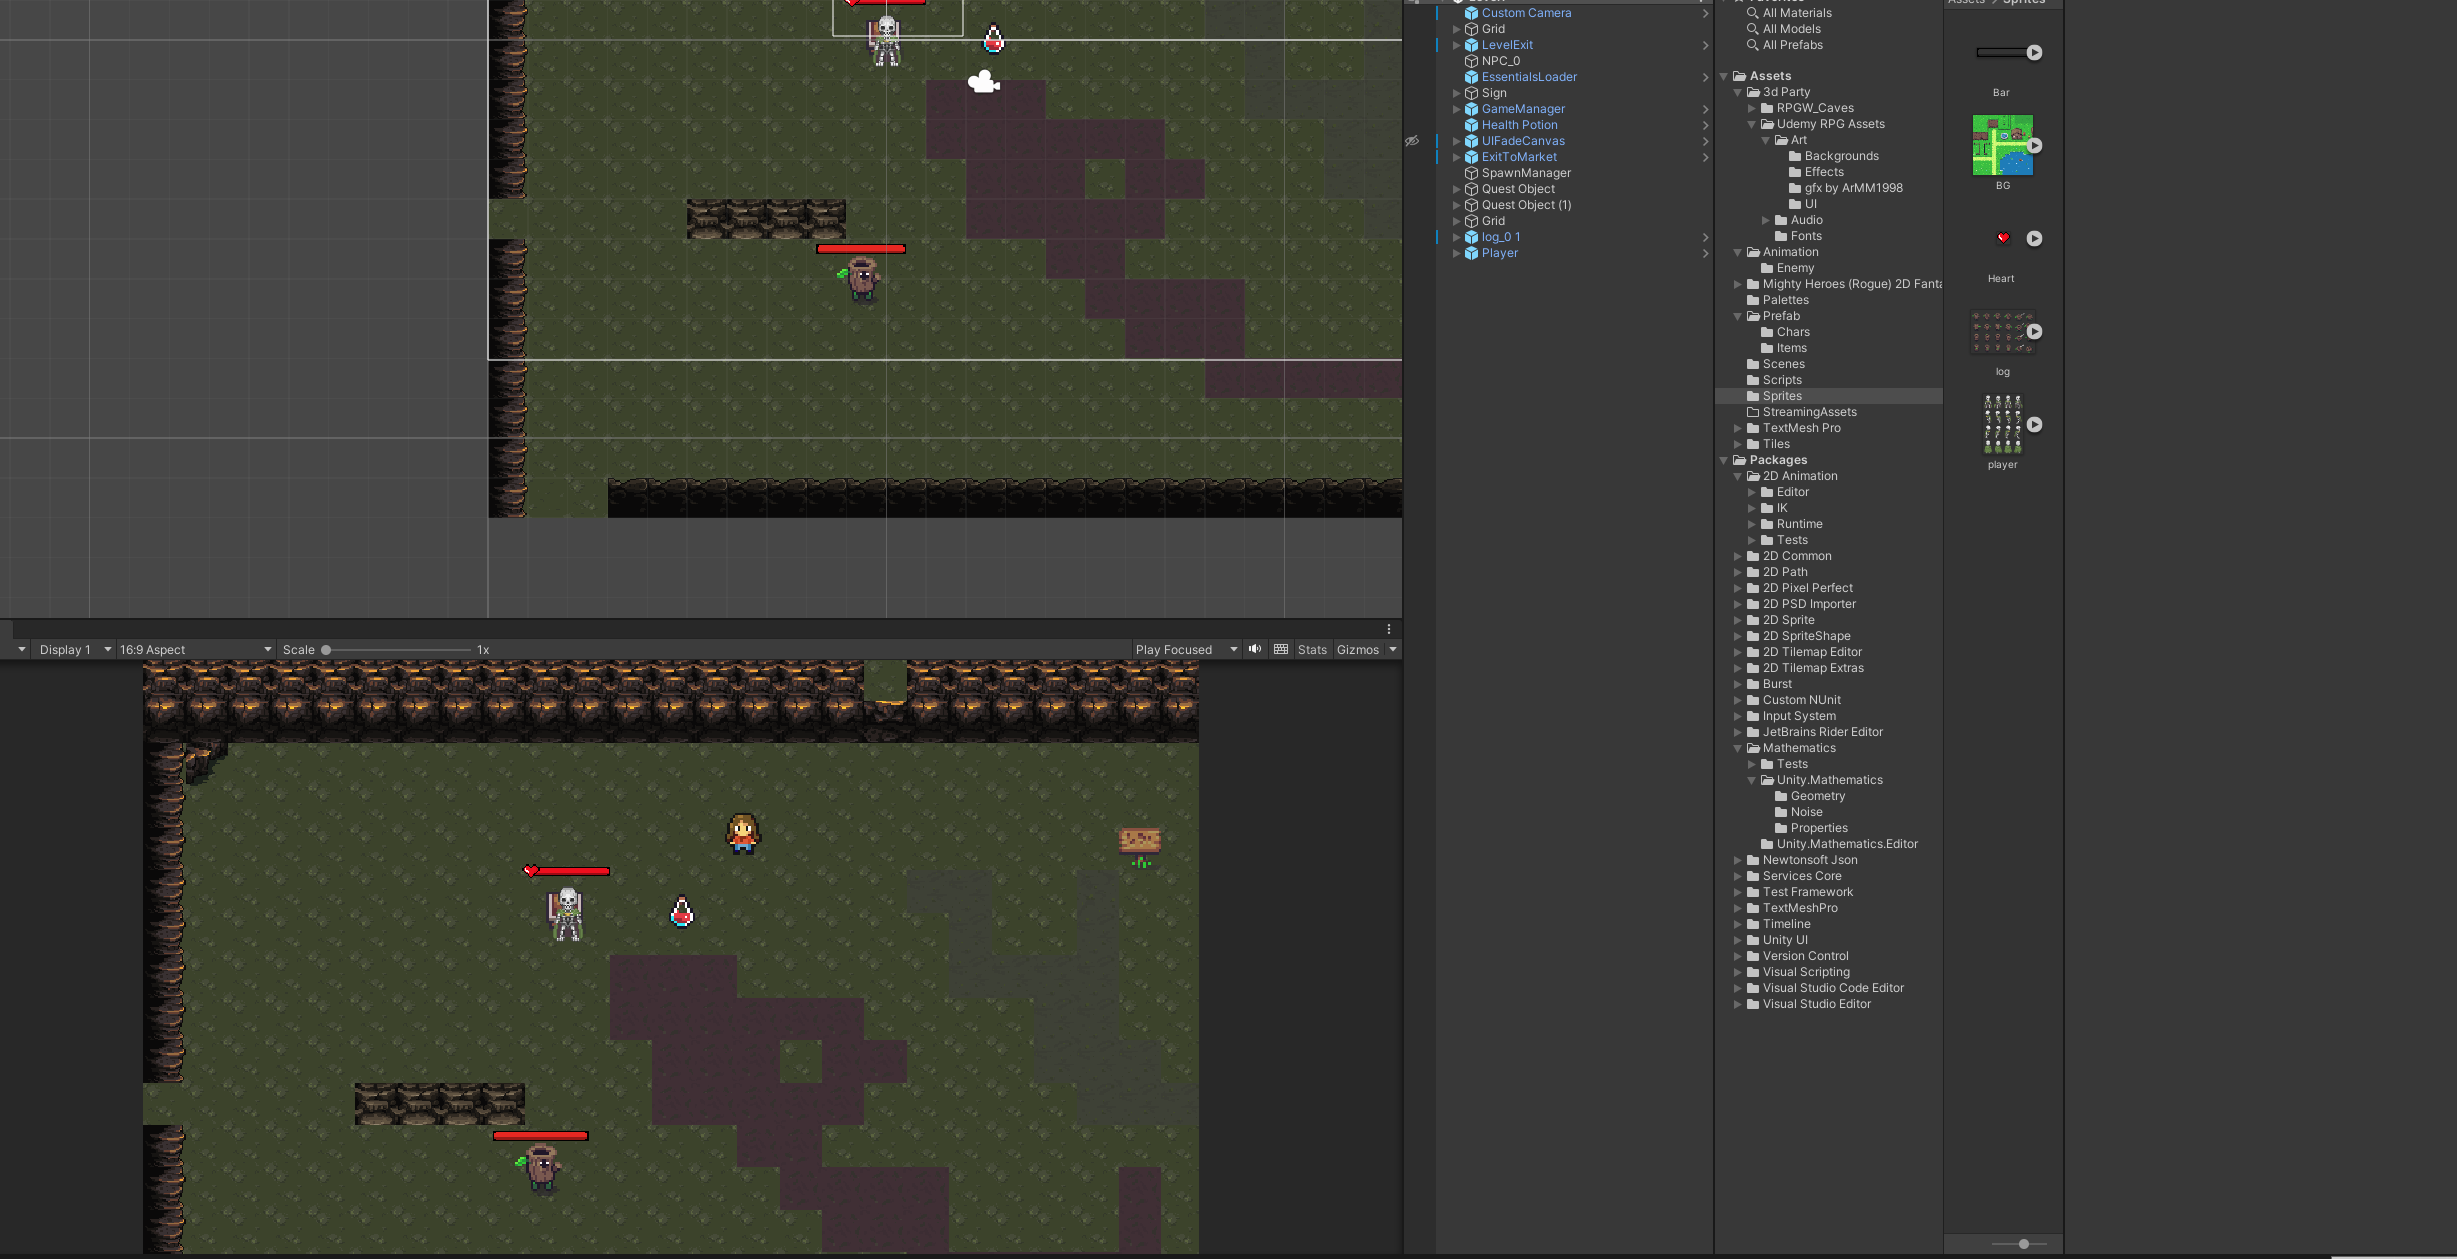 Display 1 16:9 Aspect Scale 1x Play Focused Stats Gizmos
Custom Camera
Grid
LevelExit
NPC_0
EssentialsLoader
Sign
GameManager
Health Potion
UIFadeCanvas
ExitToMarket
SpawnManager
Quest Object
Quest Object (1)
Grid
log_0 1
Player
All Materials
All Models
All Prefabs
Assets
3d Party
RPGW_Caves
Udemy RPG Assets
Art
Backgrounds
Effects
gfx by ArMM1998
UI
Audio
Fonts
Animation
Enemy
Mighty Heroes (Rogue) 2D Fanta
Palettes
Prefab
Chars
Items
Scenes
Scripts
Sprites
StreamingAssets
TextMesh Pro
Tiles
Packages
2D Animation
Editor
IK
Runtime
Tests
2D Common
2D Path
2D Pixel Perfect
2D PSD Importer
2D Sprite
2D SpriteShape
2D Tilemap Editor
2D Tilemap Extras
Burst
Custom NUnit
Input System
JetBrains Rider Editor
Mathematics
Tests
Unity.Mathematics
Geometry
Noise
Properties
Unity.Mathematics.Editor
Newtonsoft Json
Services Core
Test Framework
TextMeshPro
Timeline
Unity UI
Version Control
Visual Scripting
Visual Studio Code Editor
Visual Studio Editor
Assets > Sprites
Bar
BG
Heart
log
player